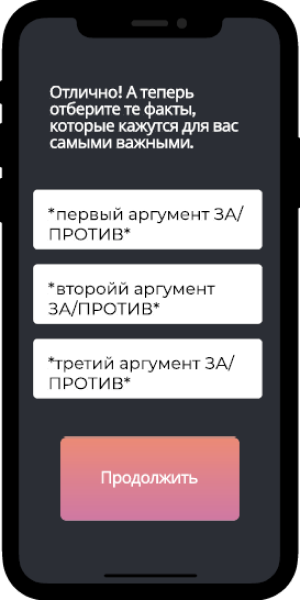 Отлично! А теперь
отберите те факты,
которые кажутся для вас
самыми важными.
*первый аргумент ЗА/
ПРОТИВ*
*второйй аргумент
ЗА/ПРОТИВ*
*третий аргумент ЗА/
ПРОТИВ*
Продолжить